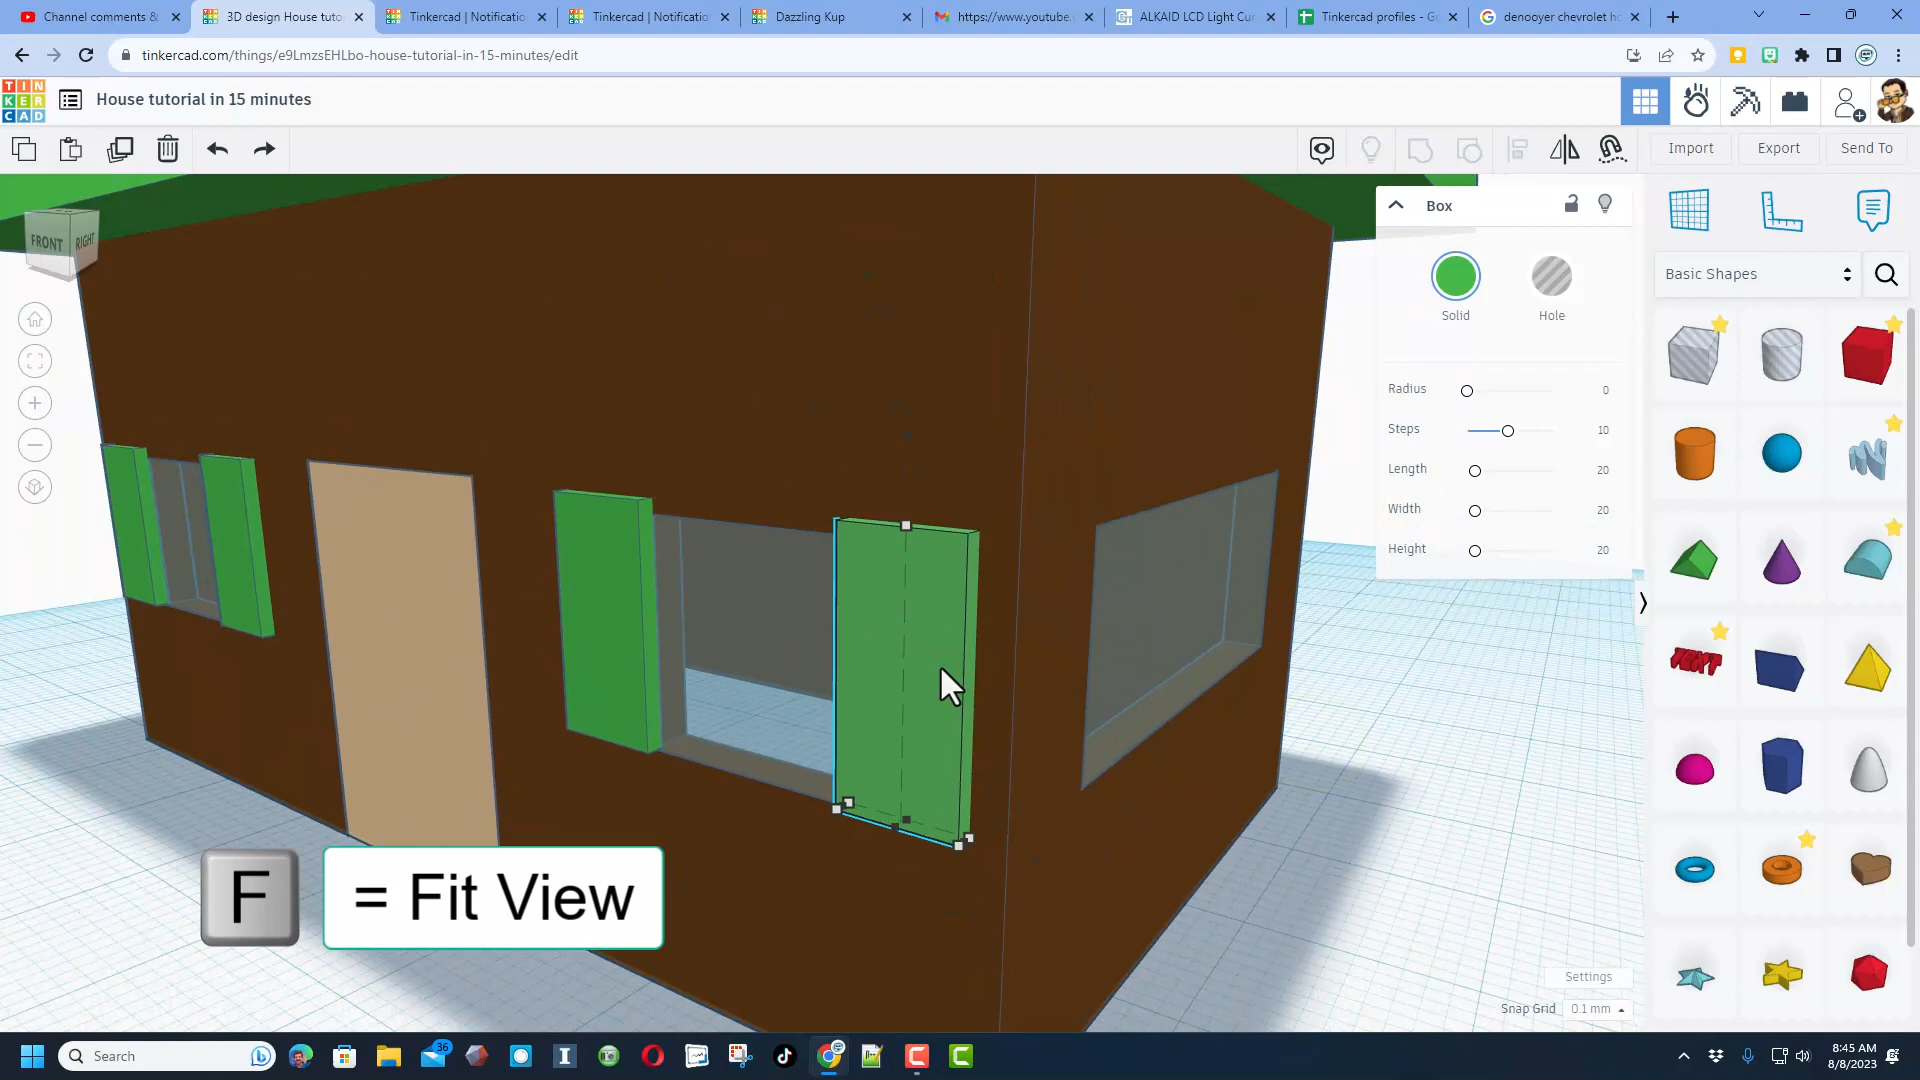 Channel comments &
3D design House tuto
Tinkercad | Notificatio
Tinkercad | Notificatio
Dazzling Kup
https://www.youtube.
ALKAID LCD Light Cur
Tinkercad profiles - Go
denooyer chevrolet ho
tinkercad.com/things/e9LmzsEHLbo-house-tutorial-in-15-minutes/edit
TIN
KER
CAD
House tutorial in 15 minutes
Import
Export
Send To
FRONT
RIGHT
Box
Solid
Hole
Radius
0
Steps
10
Length
20
Width
20
Height
20
Basic Shapes
TEXT
F
= Fit View
Settings
Snap Grid
0.1 mm
Search
36
8:45 AM
8/8/2023